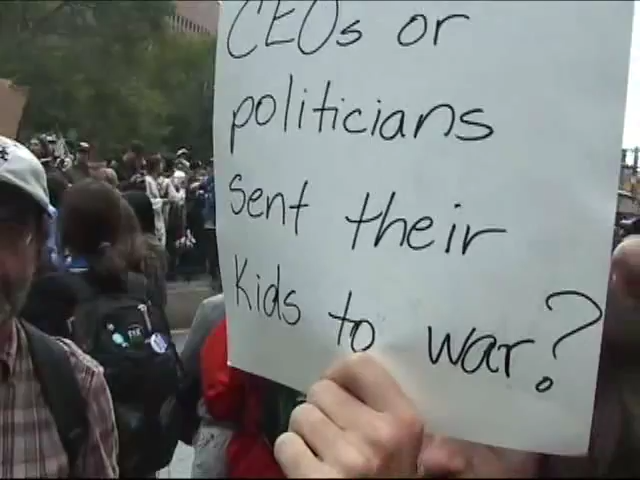 CEOs or
politicians
sent their
kids to war?